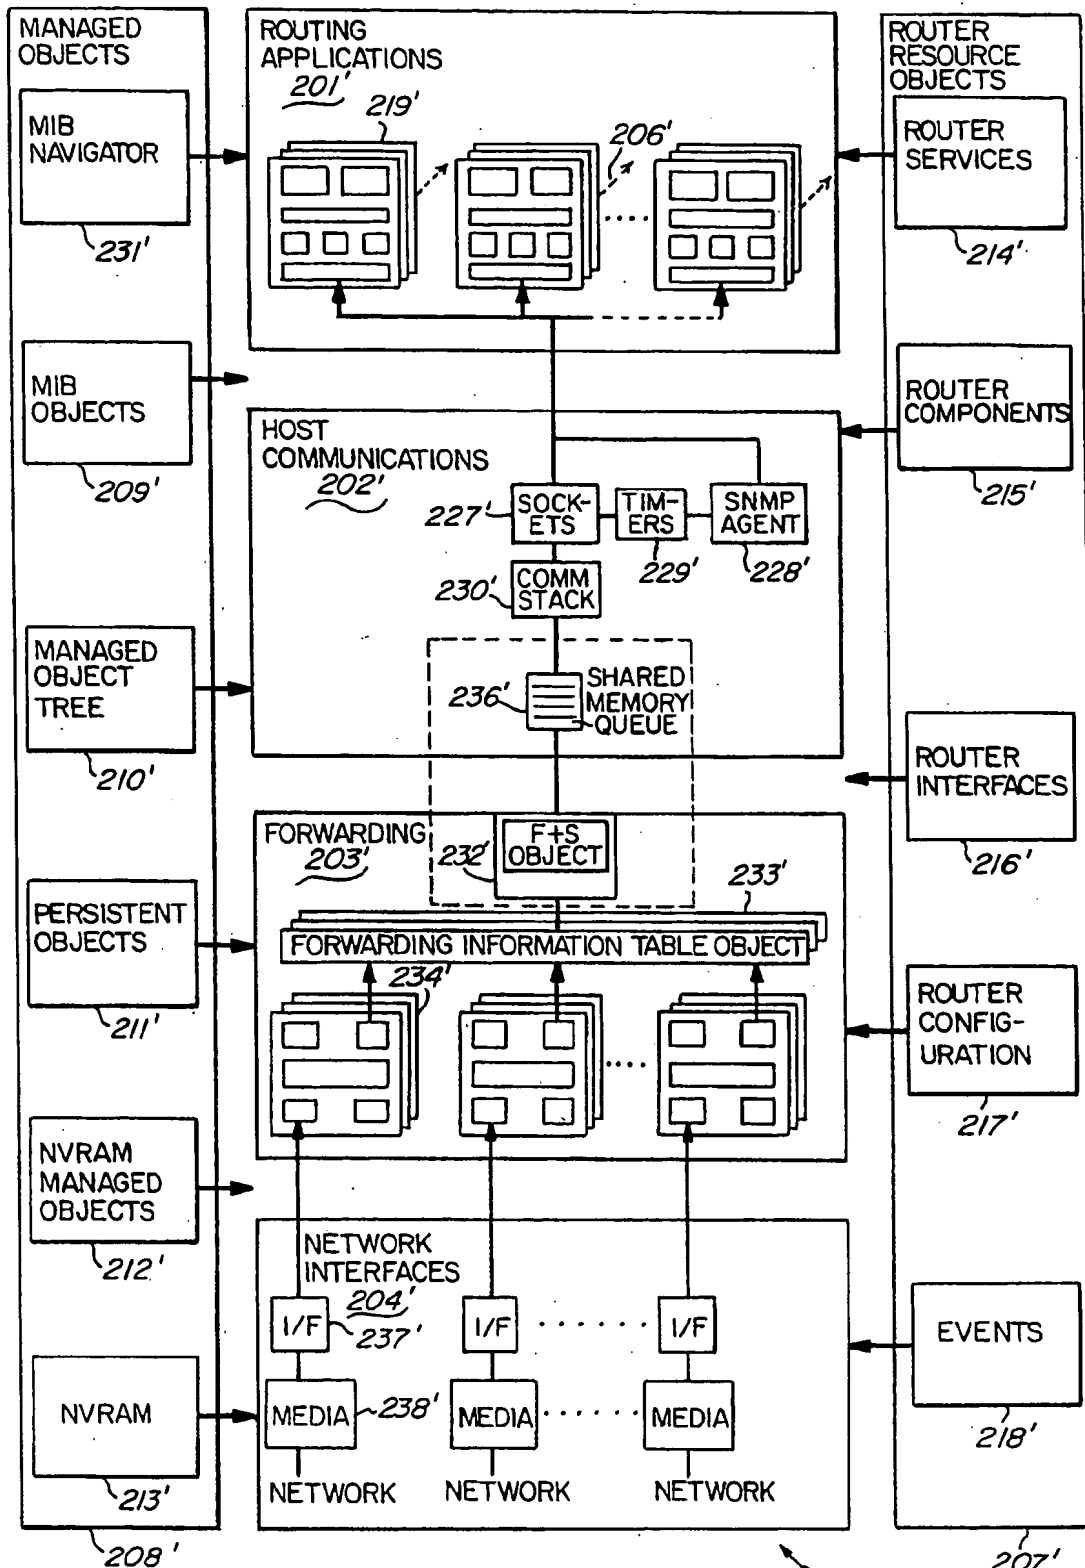 MANAGED
OBJECTS
MIB
NAVIGATOR
231'
MIB
OBJECTS
209'
MANAGED
OBJECT
TREE
210'
PERSISTENT
OBJECTS
211'
NVRAM
MANAGED
OBJECTS
212'
NVRAM
213'
208'
ROUTING
APPLICATIONS
201'
219'
206'
HOST
COMMUNICATIONS
202'
227'
SOCK-
ETS
TIM-
ERS
229'
SNMP
AGENT
228'
230'
COMM
STACK
236'
SHARED
MEMORY
QUEUE
FORWARDING
203'
232'
F+S
OBJECT
233'
FORWARDING INFORMATION TABLE OBJECT
234'
NETWORK
INTERFACES
204'
I/F
237'
I/F
I/F
MEDIA
238'
MEDIA
MEDIA
NETWORK
NETWORK
NETWORK
ROUTER
RESOURCE
OBJECTS
ROUTER
SERVICES
214'
ROUTER
COMPONENTS
215'
ROUTER
INTERFACES
216'
ROUTER
CONFIG-
URATION
217'
EVENTS
218'
207'